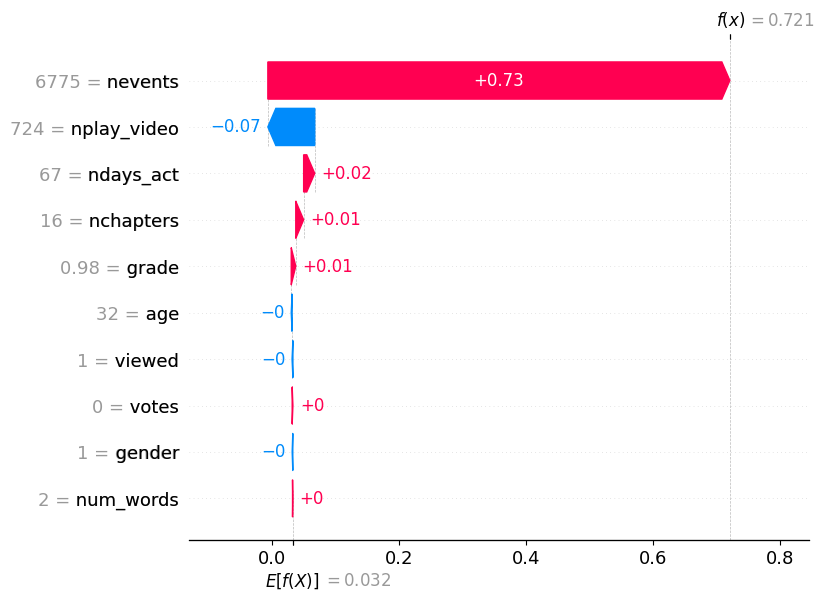 f(x) = 0.721
6775 = nevents +0.73
724 = nplay_video −0.07
67 = ndays_act +0.02
16 = nchapters +0.01
0.98 = grade +0.01
32 = age −0
1 = viewed −0
0 = votes +0
1 = gender −0
2 = num_words +0
0.0 0.2 0.4 0.6 0.8
E[f(X)] = 0.032